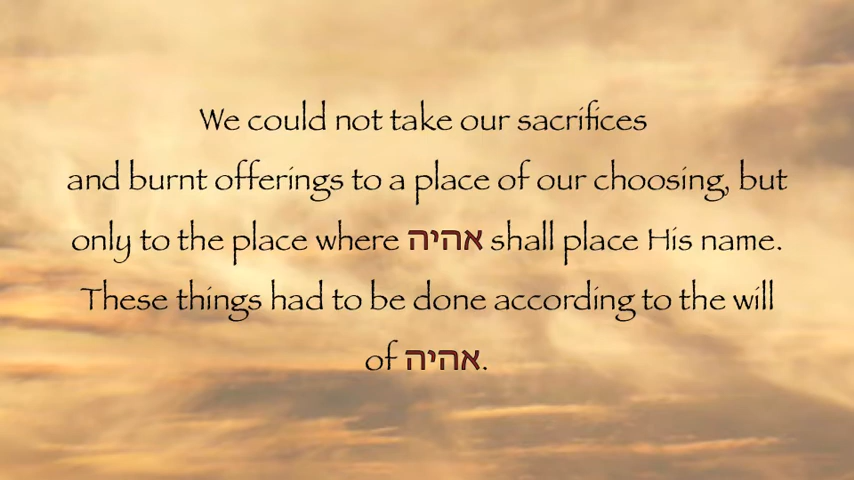 We could not take our sacrifices
and burnt offerings to a place of our choosing, but
only to the place where אהיה shall place His name.
These things had to be done according to the will
of אהיה.